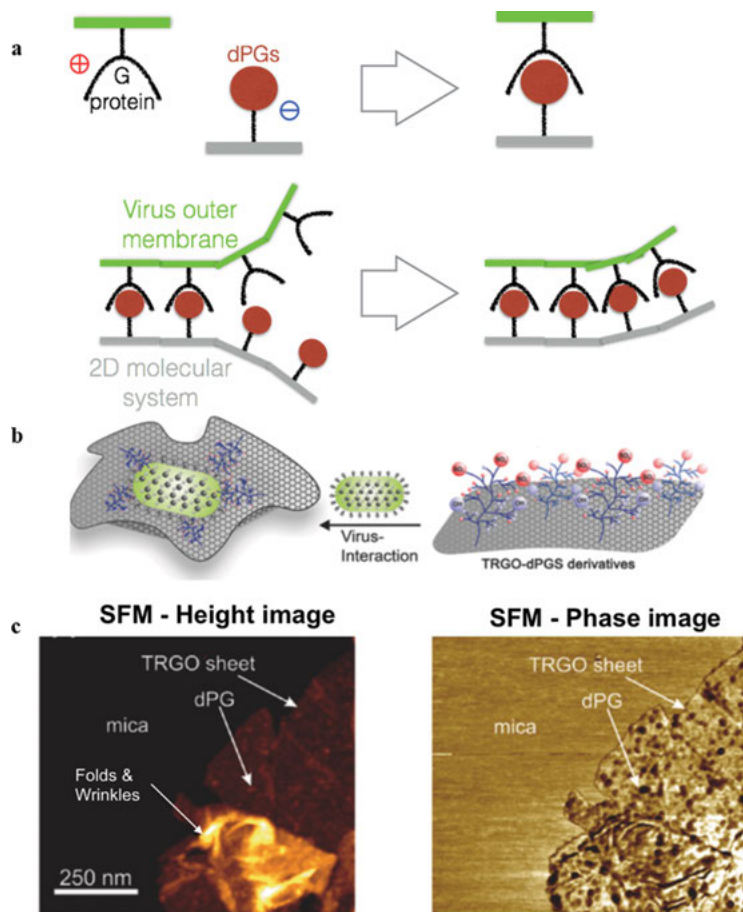 a
⊕
G
protein
dPGs
⊖
Virus outer
membrane
2D molecular
system
b
Virus-
Interaction
TRGO-dPGS derivatives
SFM - Height image
SFM - Phase image
c
TRGO sheet
dPG
mica
Folds &
Wrinkles
250 nm
TRGO sheet
dPG
mica